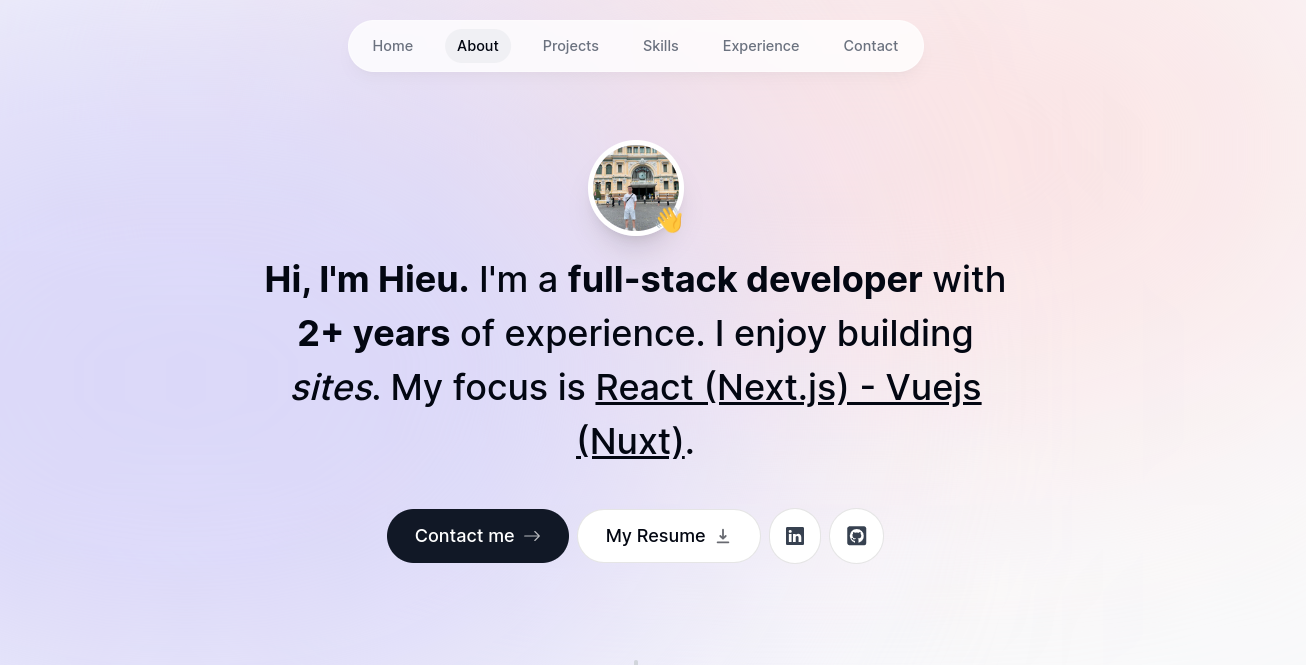 Home About Projects Skills Experience Contact
Hi, I'm Hieu. I'm a full-stack developer with
2+ years of experience. I enjoy building
sites. My focus is React (Next.js) - Vuejs
(Nuxt).
Contact me My Resume in